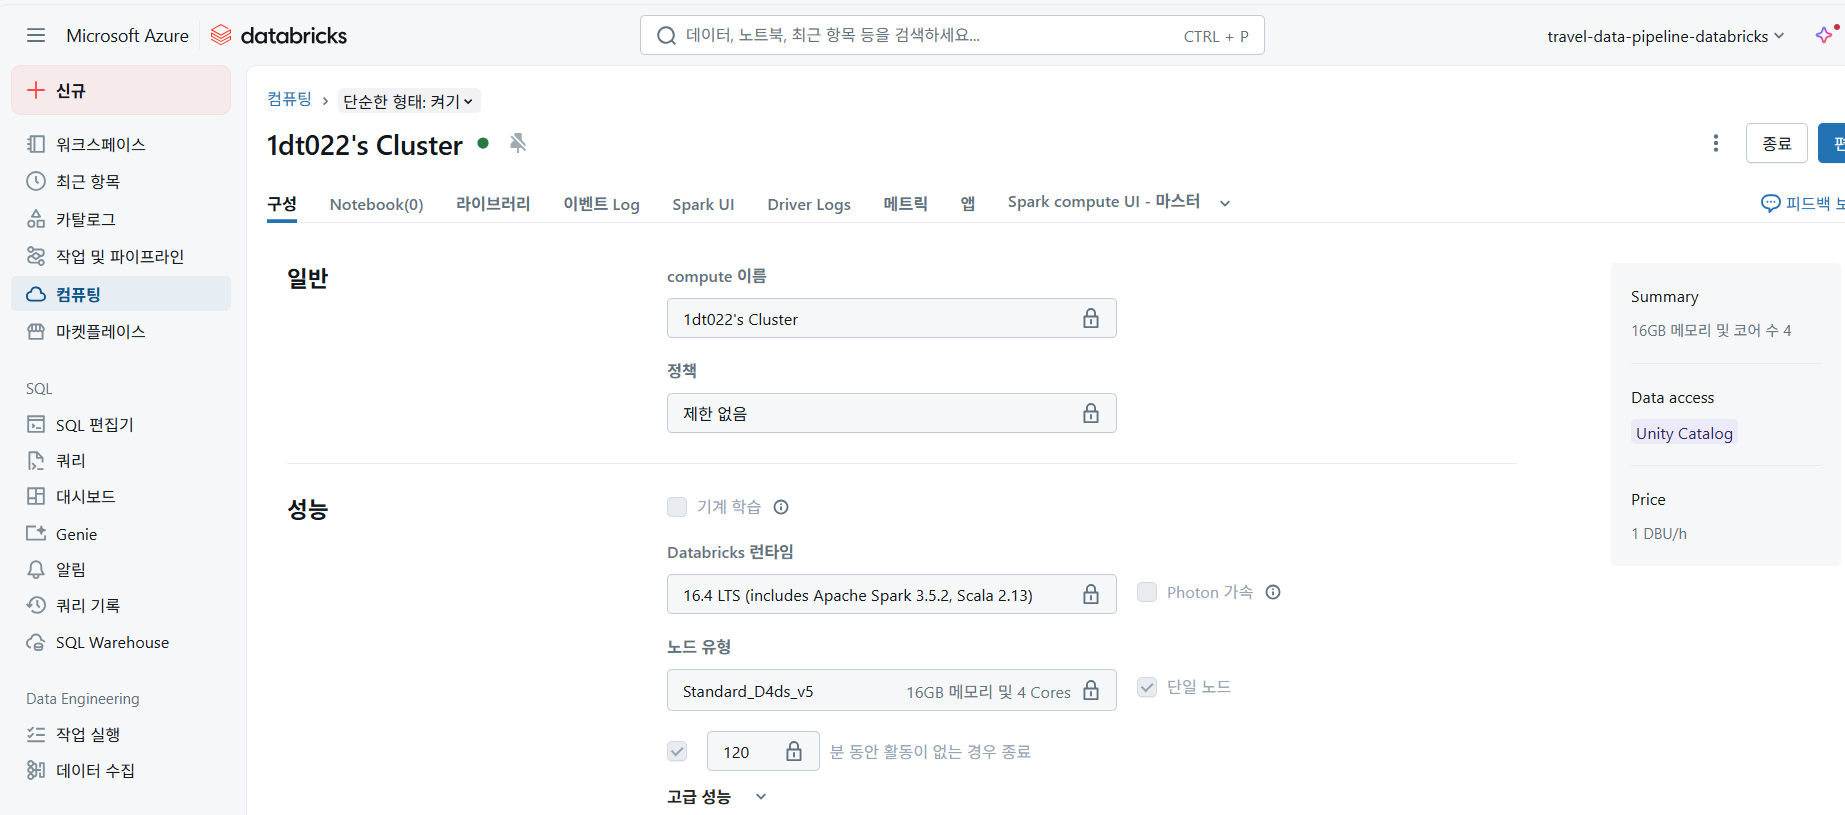 Microsoft Azure
databricks
데이터, 노트북, 최근 항목 등을 검색하세요...
CTRL + P
travel-data-pipeline-databricks
신규
워크스페이스
최근 항목
카탈로그
작업 및 파이프라인
컴퓨팅
마켓플레이스
SQL
SQL 편집기
쿼리
대시보드
Genie
알림
쿼리 기록
SQL Warehouse
Data Engineering
작업 실행
데이터 수집
컴퓨팅
단순한 형태: 켜기
1dt022's Cluster
종료
편
구성
Notebook(0)
라이브러리
이벤트 Log
Spark UI
Driver Logs
메트릭
앱
Spark compute UI - 마스터
피드백 보
일반
compute 이름
1dt022's Cluster
정책
제한 없음
성능
기계 학습
Databricks 런타임
16.4 LTS (includes Apache Spark 3.5.2, Scala 2.13)
Photon 가속
노드 유형
Standard_D4ds_v5
16GB 메모리 및 4 Cores
단일 노드
120
분 동안 활동이 없는 경우 종료
고급 성능
Summary
16GB 메모리 및 코어 수 4
Data access
Unity Catalog
Price
1 DBU/h